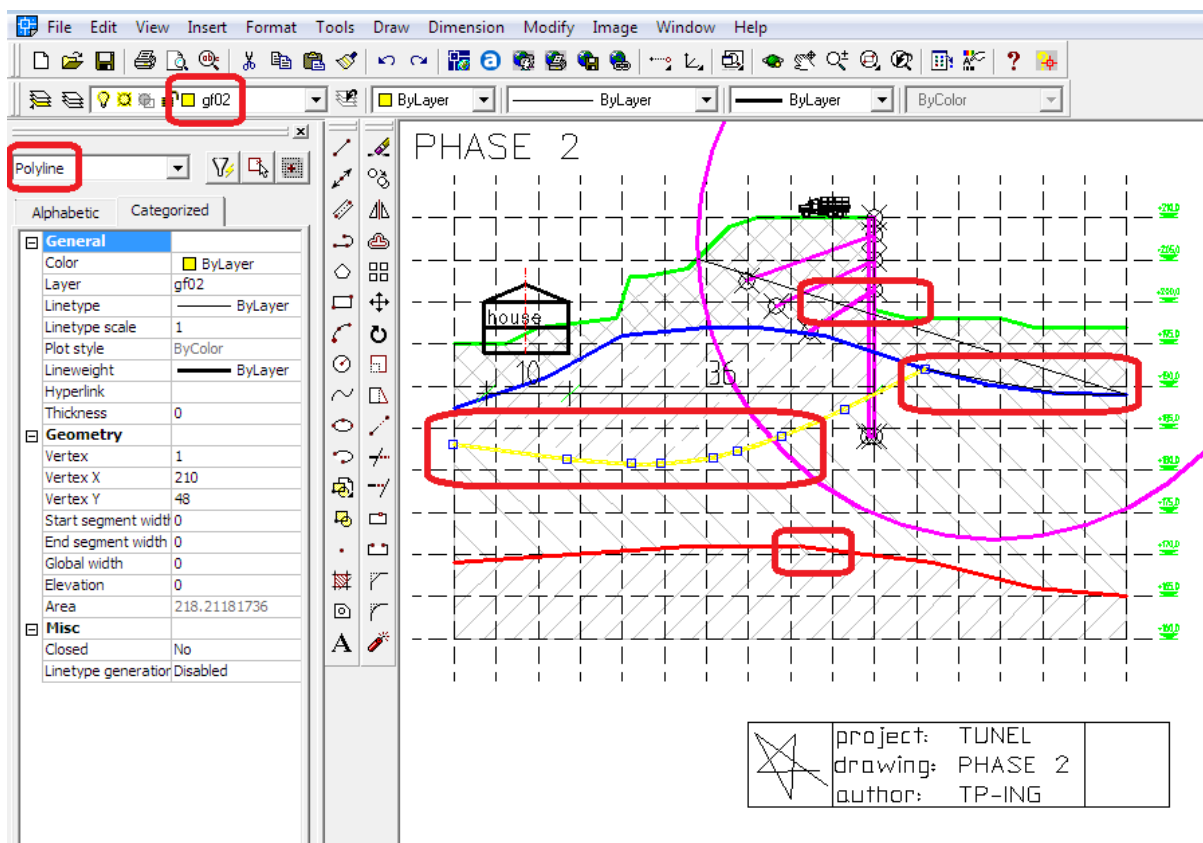 File Edit View Insert Format Tools Draw Dimension Modify Image Window Help
gf02 ByLayer ByLayer ByLayer ByColor
Polyline
Alphabetic Categorized
General
Color ByLayer
Layer gf02
Linetype ByLayer
Linetype scale 1
Plot style ByColor
Lineweight ByLayer
Hyperlink
Thickness 0
Geometry
Vertex 1
Vertex X 210
Vertex Y 48
Start segment widtl 0
End segment width 0
Global width 0
Elevation 0
Area 218.21181736
Misc
Closed No
Linetype generation Disabled
PHASE 2
house
10
36
project: TUNEL
drawing: PHASE 2
author: TP-ING